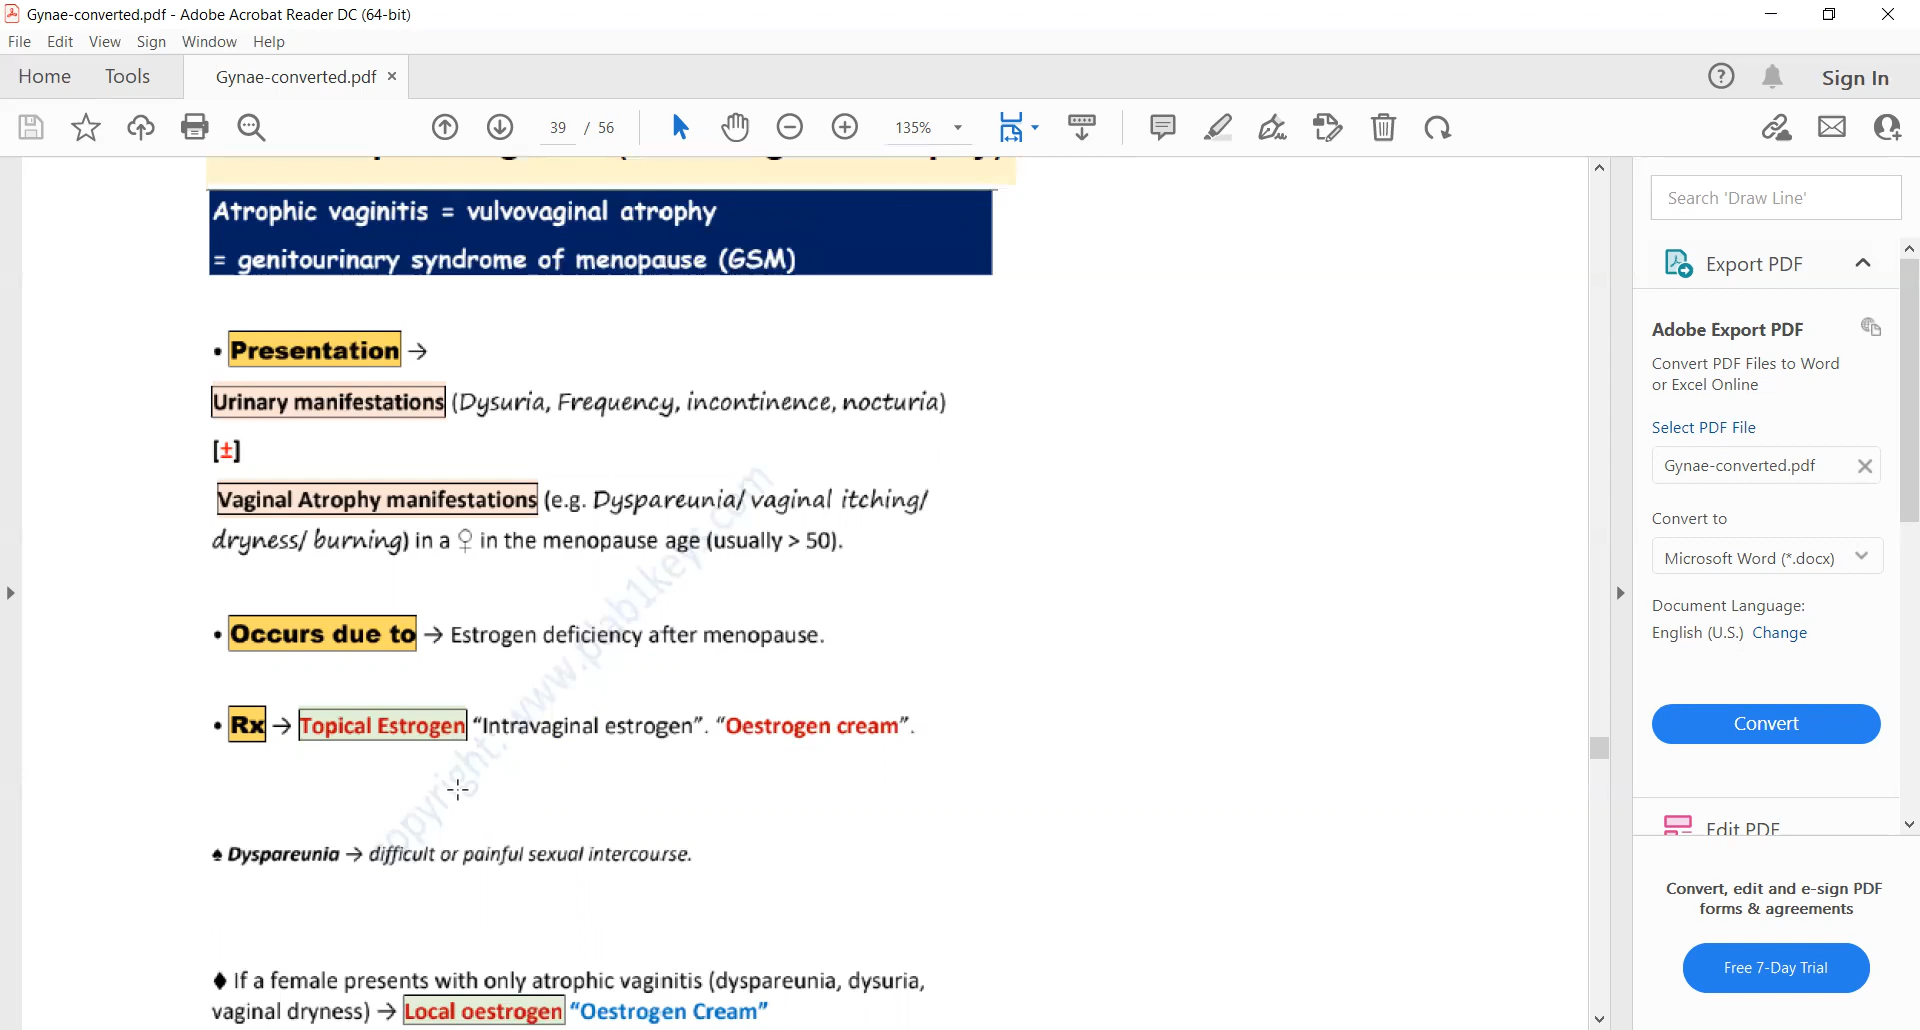 Gynae-converted.pdf - Adobe Acrobat Reader DC (64-bit)
File Edit View Sign Window Help
Home Tools Gynae-converted.pdf × Sign In
39 / 56 135%
Atrophic vaginitis = vulvovaginal atrophy
= genitourinary syndrome of menopause (GSM)
• Presentation →
Urinary manifestations (Dysuria, Frequency, incontinence, nocturia)
[±]
Vaginal Atrophy manifestations (e.g. Dyspareunia/ vaginal itching/
dryness/ burning) in a ♀ in the menopause age (usually > 50).
• Occurs due to → Estrogen deficiency after menopause.
• Rx → Topical Estrogen “Intravaginal estrogen”. “Oestrogen cream”.
♠ Dyspareunia → difficult or painful sexual intercourse.
♦ If a female presents with only atrophic vaginitis (dyspareunia, dysuria,
vaginal dryness) → Local oestrogen “Oestrogen Cream”
copyright. www.plab1keys.com
Search 'Draw Line'
Export PDF
Adobe Export PDF
Convert PDF Files to Word
or Excel Online
Select PDF File
Gynae-converted.pdf
Convert to
Microsoft Word (*.docx)
Document Language:
English (U.S.) Change
Convert
Edit PDF
Convert, edit and e-sign PDF
forms & agreements
Free 7-Day Trial